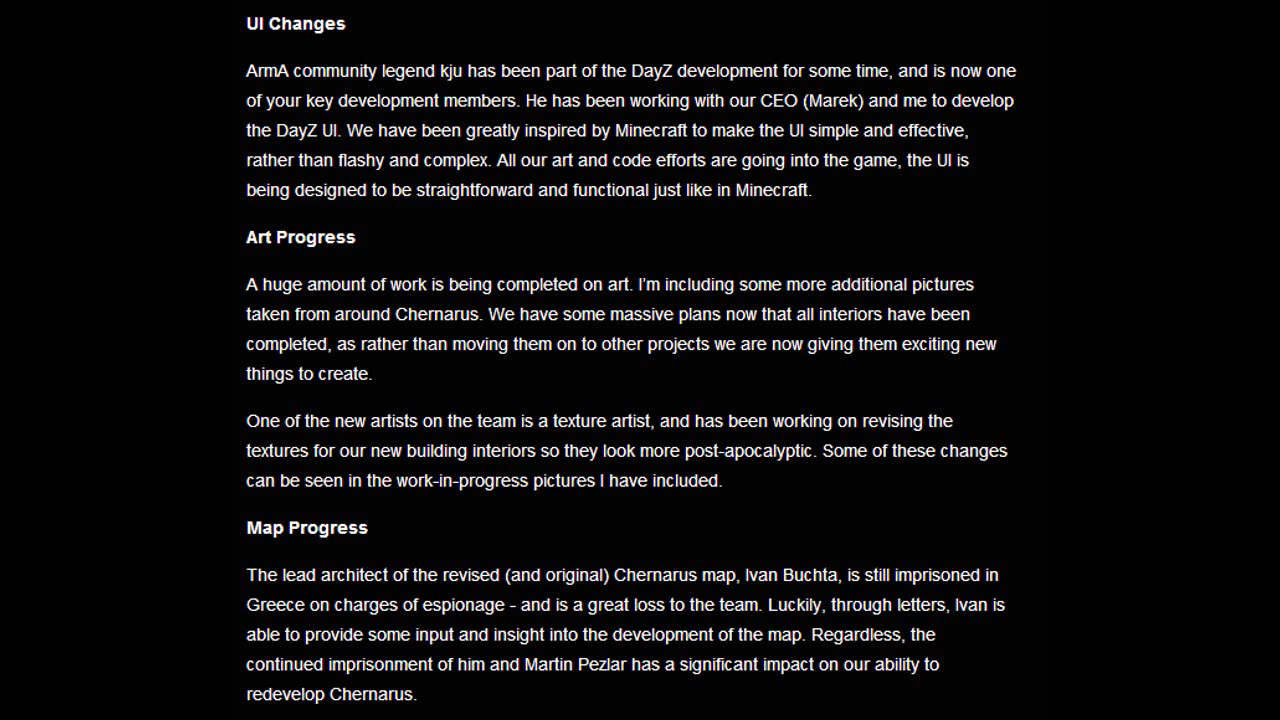 UI Changes
ArmA community legend kju has been part of the DayZ development for some time, and is now one
of your key development members. He has been working with our CEO (Marek) and me to develop
the DayZ UI. We have been greatly inspired by Minecraft to make the UI simple and effective,
rather than flashy and complex. All our art and code efforts are going into the game, the UI is
being designed to be straightforward and functional just like in Minecraft.
Art Progress
A huge amount of work is being completed on art. I'm including some more additional pictures
taken from around Chernarus. We have some massive plans now that all interiors have been
completed, as rather than moving them on to other projects we are now giving them exciting new
things to create.
One of the new artists on the team is a texture artist, and has been working on revising the
textures for our new building interiors so they look more post-apocalyptic. Some of these changes
can be seen in the work-in-progress pictures I have included.
Map Progress
The lead architect of the revised (and original) Chernarus map, Ivan Buchta, is still imprisoned in
Greece on charges of espionage - and is a great loss to the team. Luckily, through letters, Ivan is
able to provide some input and insight into the development of the map. Regardless, the
continued imprisonment of him and Martin Pezlar has a significant impact on our ability to
redevelop Chernarus.